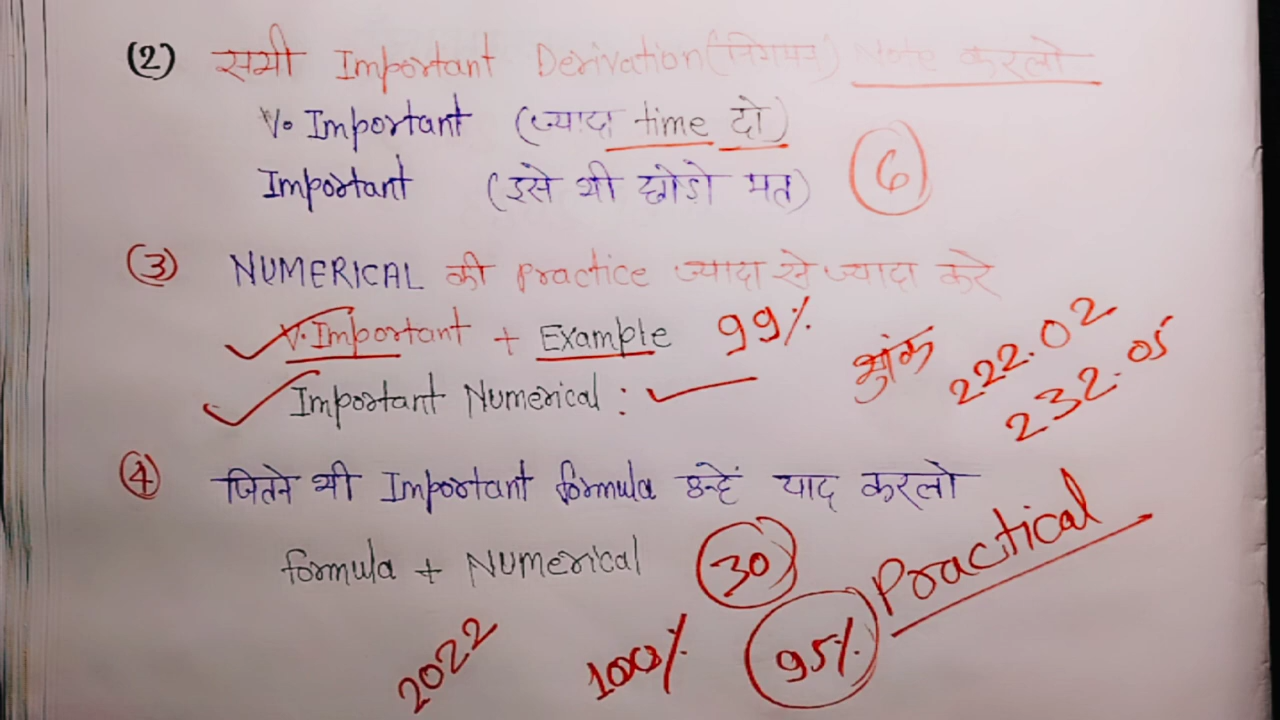 (2) सभी Important Derivation (निगमन) Note करलो
V. Important (ज्यादा time दो)
Important (इसे भी छोडो मत) 6
(3) NUMERICAL की Practice ज्यादा से ज्यादा करे
V. Important + Example 99%
Important Numerical :
222.02
232.05
(4) जितने भी Important formula उन्हें याद करलो
formula + Numerical 30
Practical
2022 100% 95%